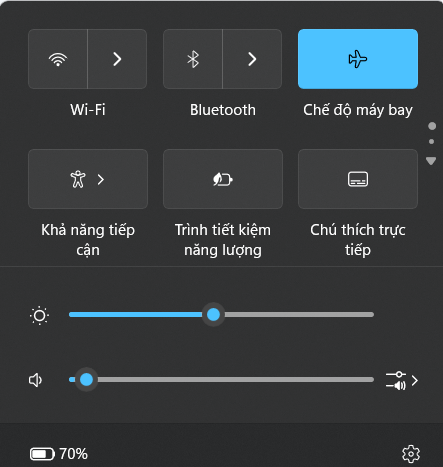 Wi-Fi
Bluetooth
Chế độ máy bay
Khả năng tiếp
cận
Trình tiết kiệm
năng lượng
Chú thích trực
tiếp
70%